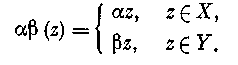 αβ (z) = { αz, z ∈ X,
βz, z ∈ Y.